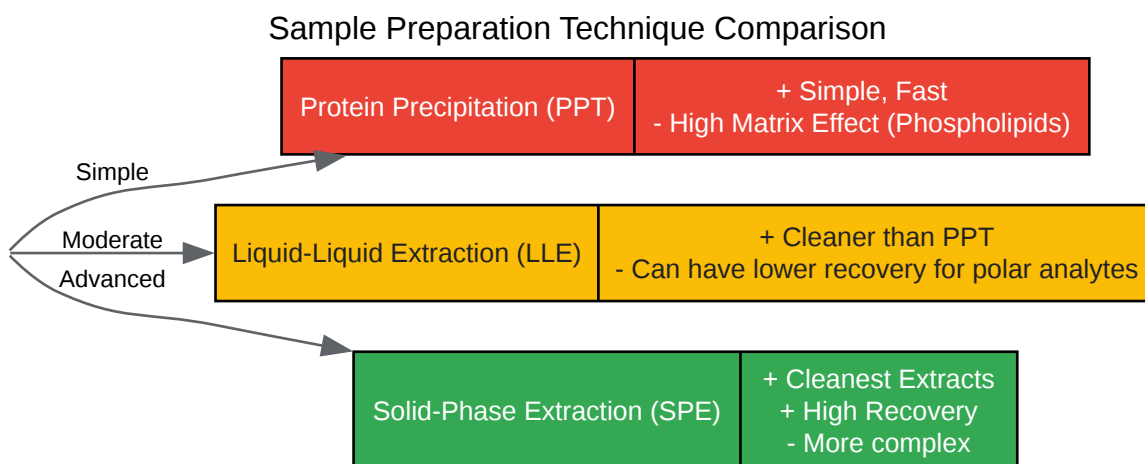 Sample Preparation Technique Comparison
Protein Precipitation (PPT)
+ Simple, Fast
- High Matrix Effect (Phospholipids)
Simple
Moderate
Liquid-Liquid Extraction (LLE)
+ Cleaner than PPT
- Can have lower recovery for polar analytes
Advanced
Solid-Phase Extraction (SPE)
+ Cleanest Extracts
+ High Recovery
- More complex